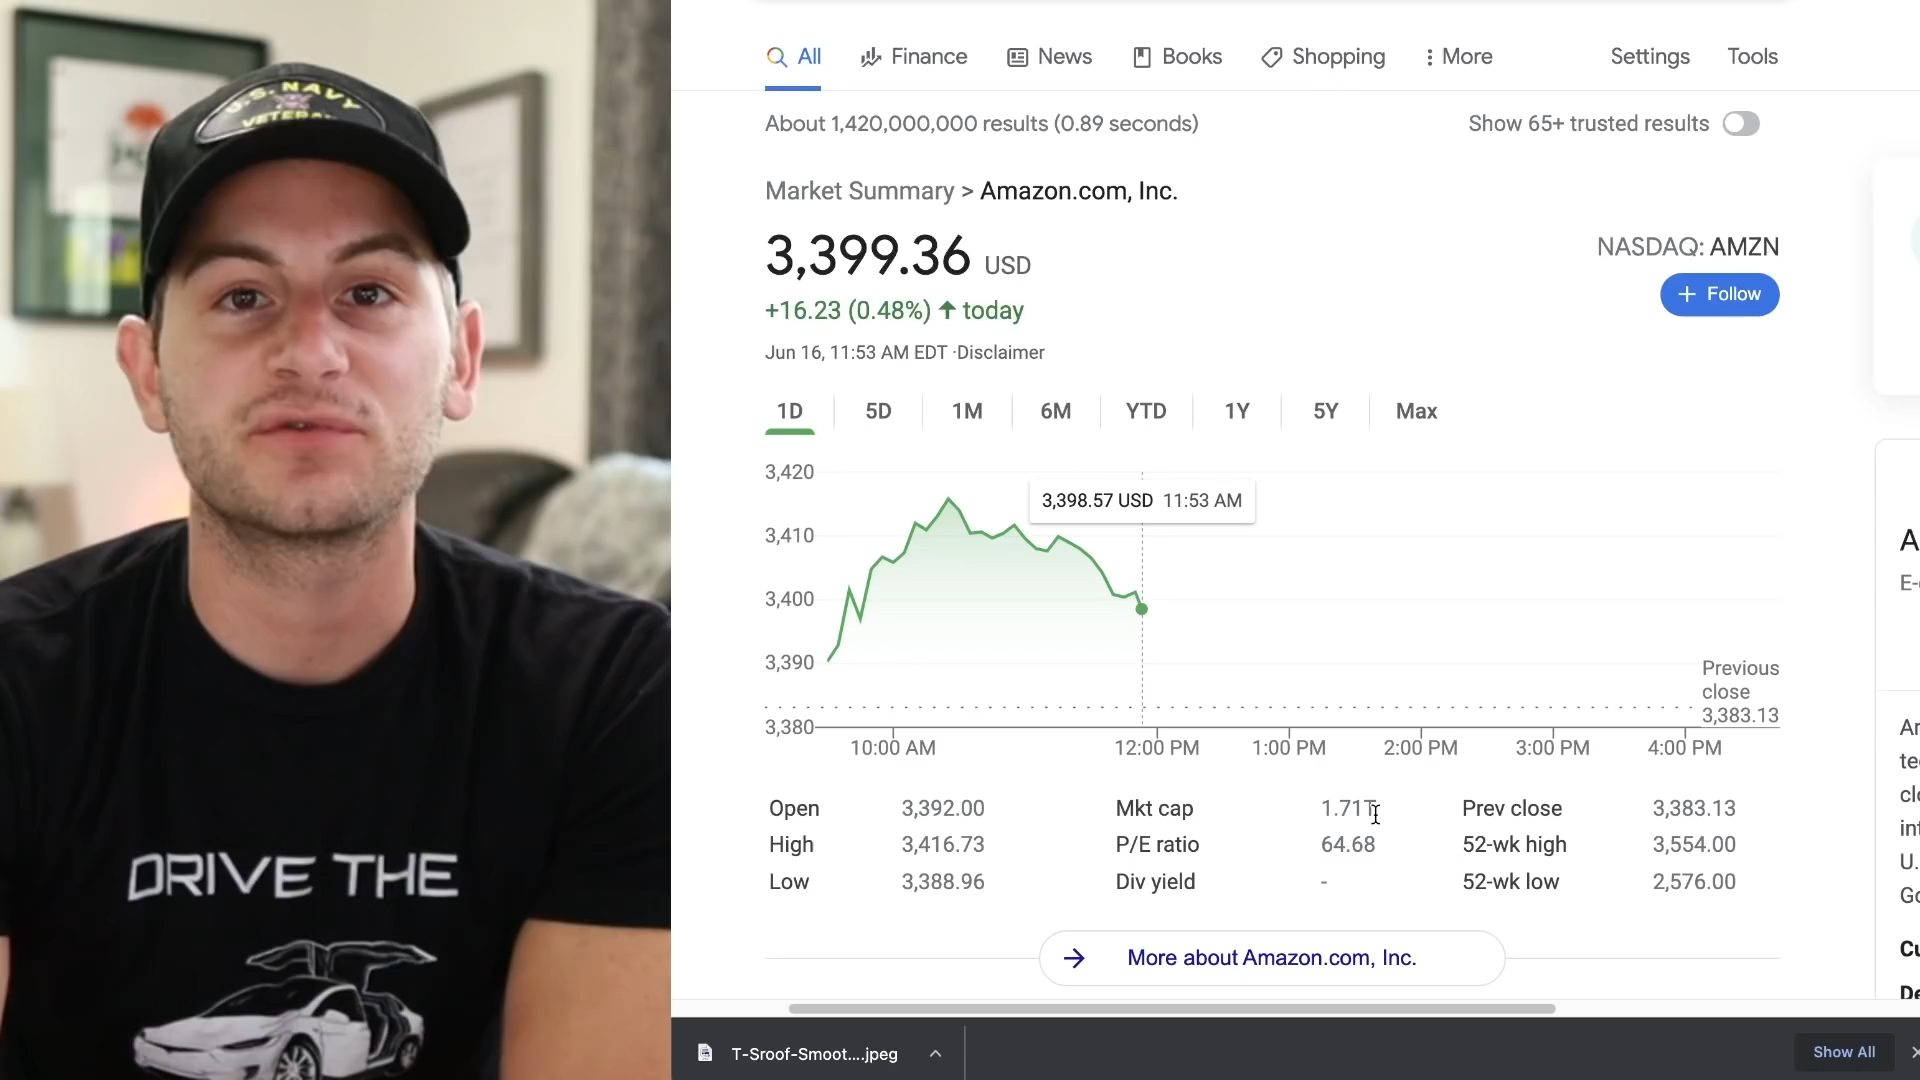 U.S. NAVY
VETERAN
DRIVE THE
All
Finance
News
Books
Shopping
More
Settings
Tools
About 1,420,000,000 results (0.89 seconds)
Show 65+ trusted results
Market Summary > Amazon.com, Inc.
3,399.36 USD
NASDAQ: AMZN
+16.23 (0.48%) ↑ today
+ Follow
Jun 16, 11:53 AM EDT ·Disclaimer
1D 5D 1M 6M YTD 1Y 5Y Max
3,420
3,398.57 USD 11:53 AM
3,410
3,400
3,390
Previous
close
3,383.13
3,380
10:00 AM 12:00 PM 1:00 PM 2:00 PM 3:00 PM 4:00 PM
Open 3,392.00 Mkt cap 1.71T Prev close 3,383.13
High 3,416.73 P/E ratio 64.68 52-wk high 3,554.00
Low 3,388.96 Div yield - 52-wk low 2,576.00
→ More about Amazon.com, Inc.
T-Sroof-Smoot....jpeg
Show All